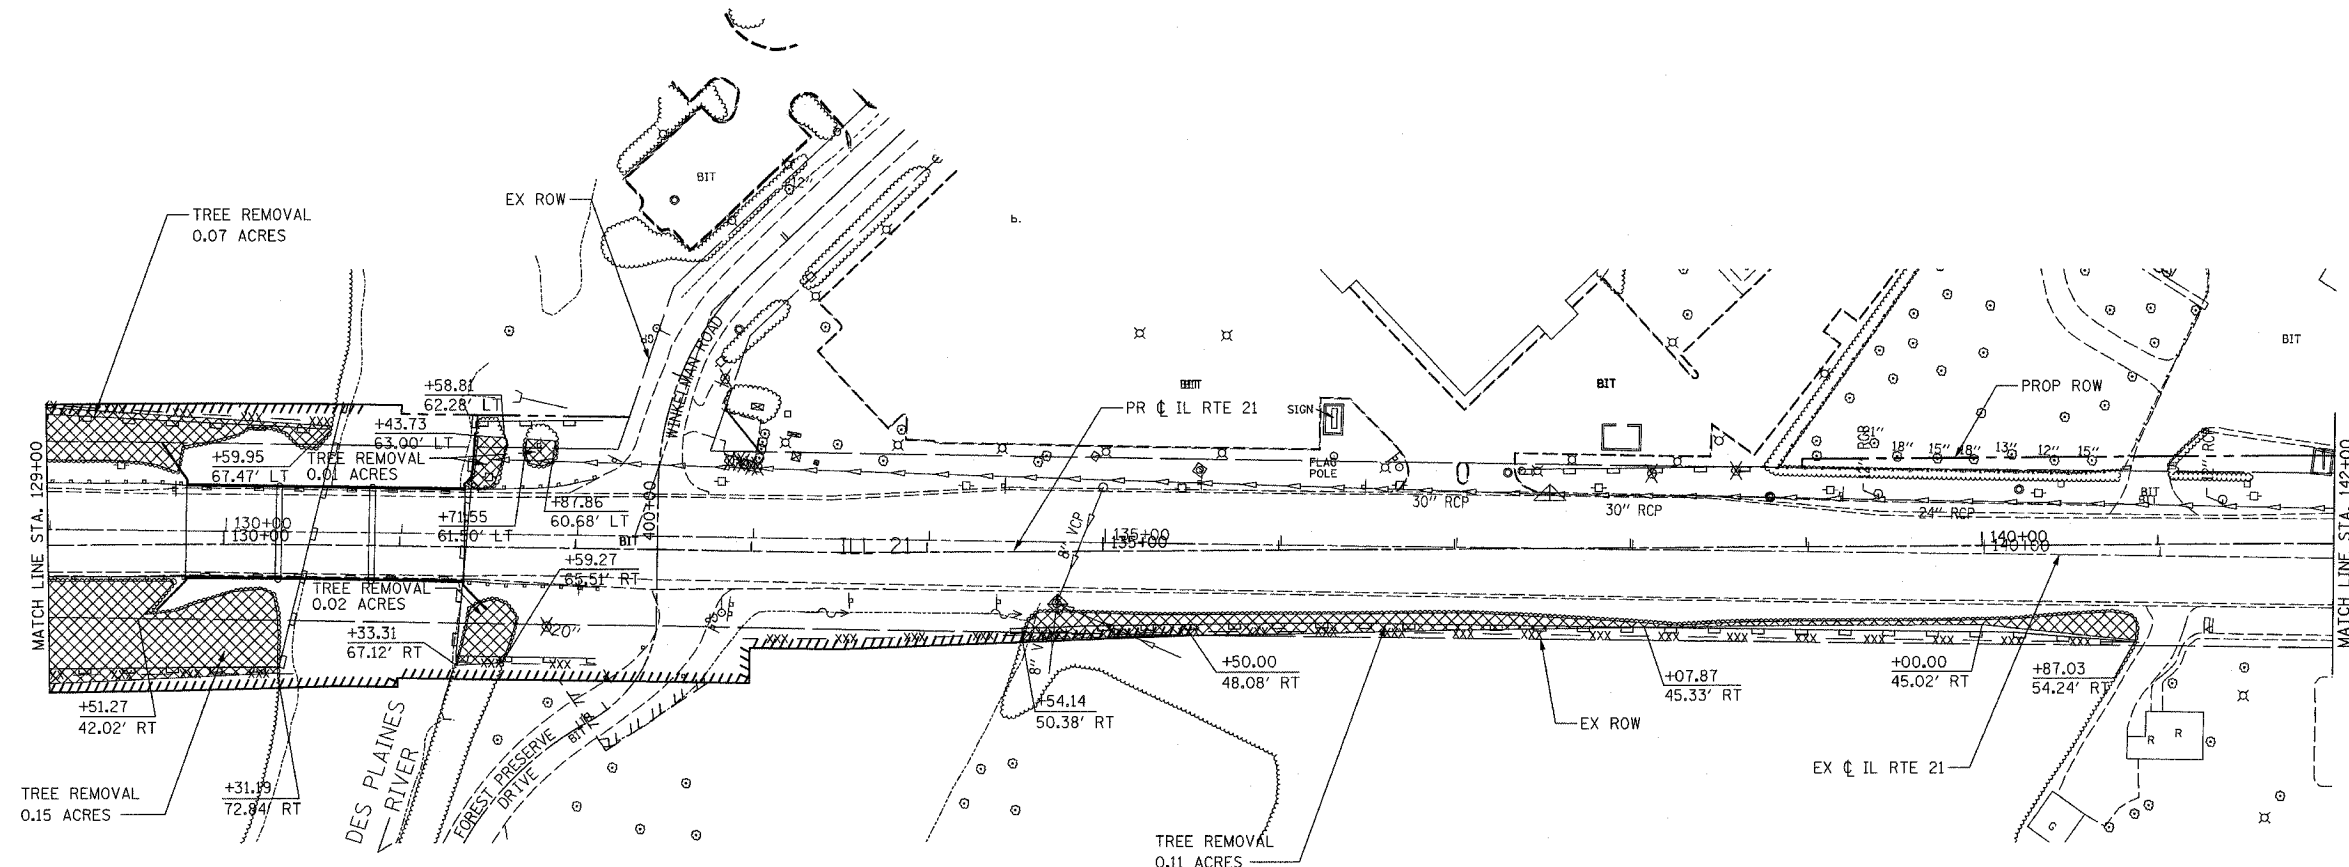 TREE REMOVAL
0.07 ACRES
EX ROW
BIT
12"
b.
WINKELMAN ROAD
+58.81
62.28' LT
+43.73
63.00' LT
+59.95
67.47' LT
TREE REMOVAL
0.01 ACRES
+71.55
61.50' LT
+87.86
60.68' LT
400+00
MATCH LINE STA. 129+00
130+00
130+00
BIT
ILL 21
PR ℄ IL RTE 21
BIT
SIGN
FLAG
POLE
BIT
30" RCP
30" RCP
24" RCP
PROP ROW
18"
15"
18"
13"
12"
15"
12" RCP
BIT
BIT
8" VCP
135+00
135+00
140+00
140+00
MATCH LINE STA. 142+00
+59.27
65.51' RT
TREE REMOVAL
0.02 ACRES
+33.31
67.12' RT
20"
XXX
+51.27
42.02' RT
+31.19
72.84' RT
TREE REMOVAL
0.15 ACRES
DES PLAINES
RIVER
FOREST PRESERVE
DRIVE
BIT
+54.14
50.38' RT
+50.00
48.08' RT
+07.87
45.33' RT
+00.00
45.02' RT
+87.03
54.24' RT
EX ROW
EX ℄ IL RTE 21
TREE REMOVAL
0.11 ACRES
R
R
G